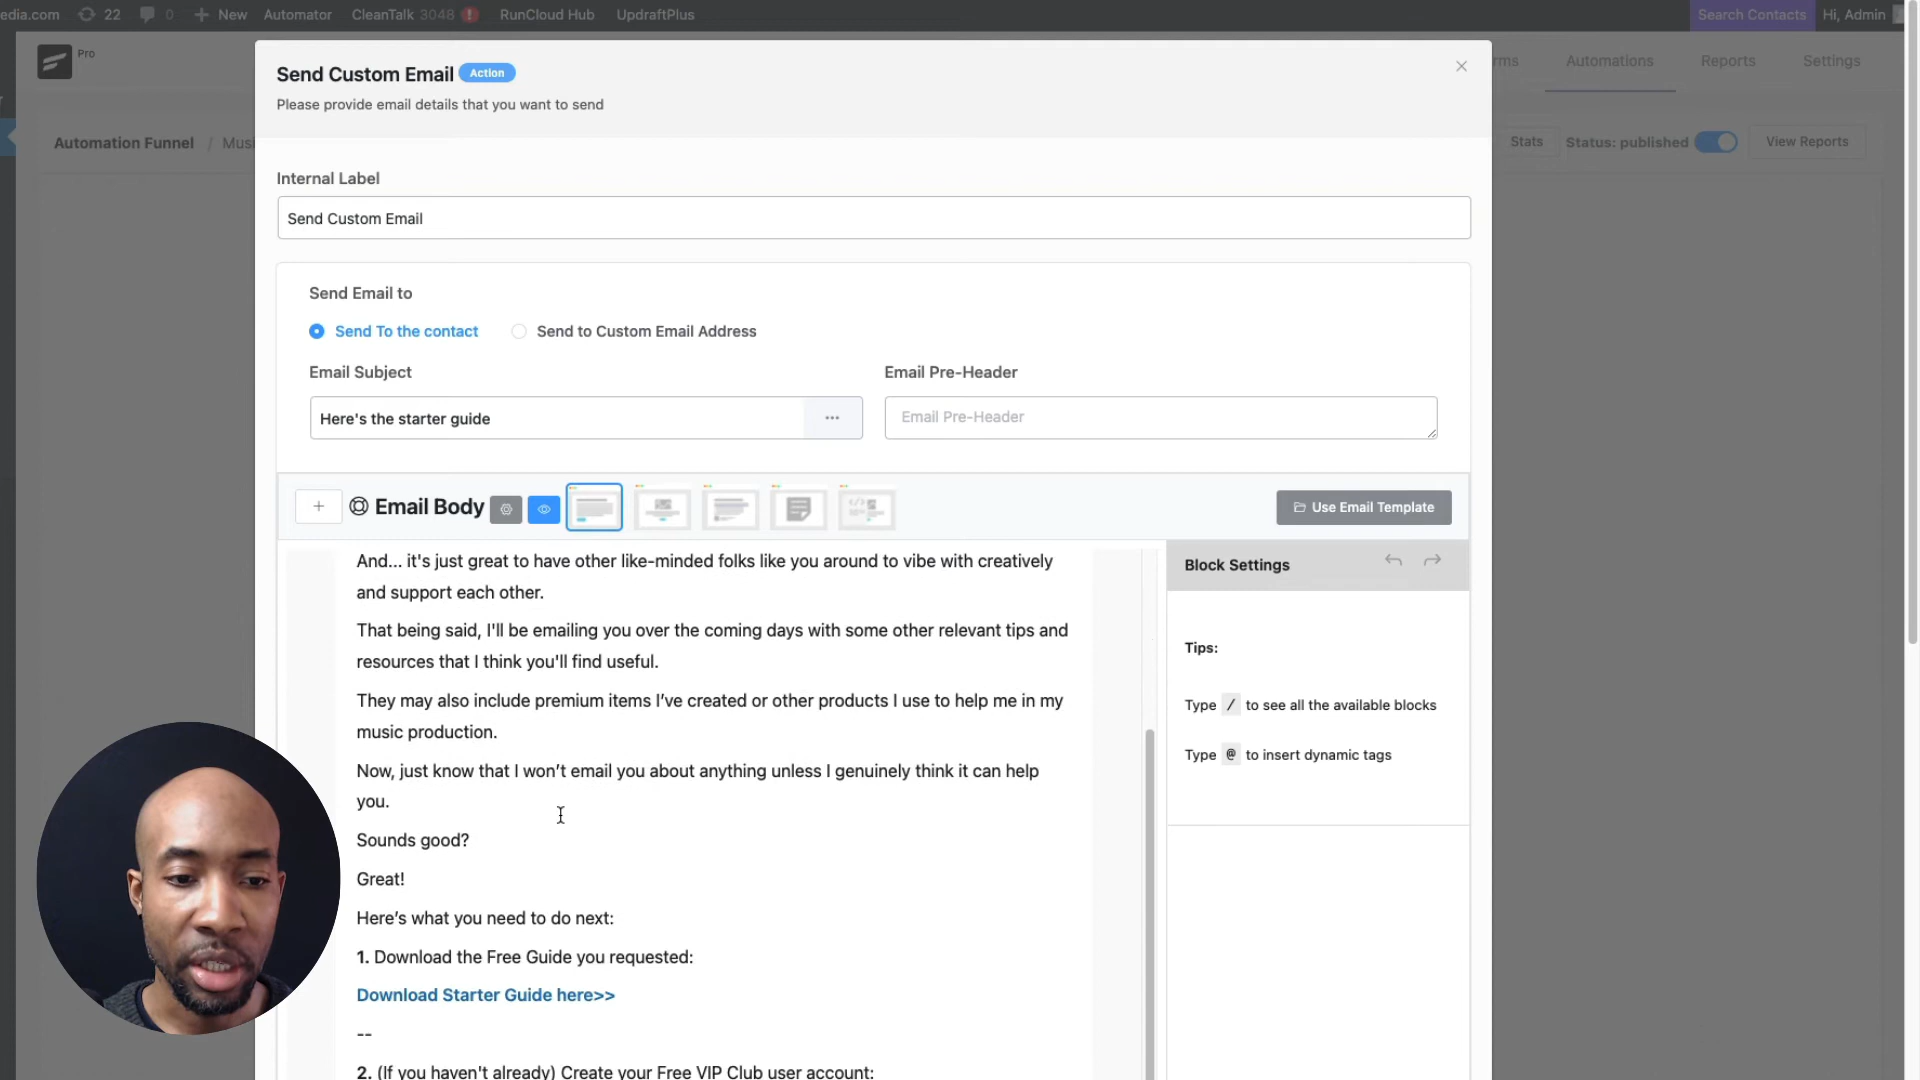 edia.com 22 0 + New Automator CleanTalk 3048 ! RunCloud Hub UpdraftPlus Search Contacts Hi, Admin
Pro rms Automations Reports Settings
Send Custom Email Action
Please provide email details that you want to send
Automation Funnel / Musi Stats Status: published View Reports
Internal Label
Send Custom Email
Send Email to
Send To the contact Send to Custom Email Address
Email Subject Email Pre-Header
Here's the starter guide ··· Email Pre-Header
+ Email Body Use Email Template
Block Settings
And... it's just great to have other like-minded folks like you around to vibe with creatively
and support each other.
That being said, I'll be emailing you over the coming days with some other relevant tips and
resources that I think you'll find useful.
They may also include premium items I’ve created or other products I use to help me in my
music production.
Now, just know that I won’t email you about anything unless I genuinely think it can help
you.
Sounds good?
Great!
Here’s what you need to do next:
1. Download the Free Guide you requested:
Download Starter Guide here>>
--
2. (If you haven't already) Create your Free VIP Club user account:
Tips:
Type / to see all the available blocks
Type @ to insert dynamic tags